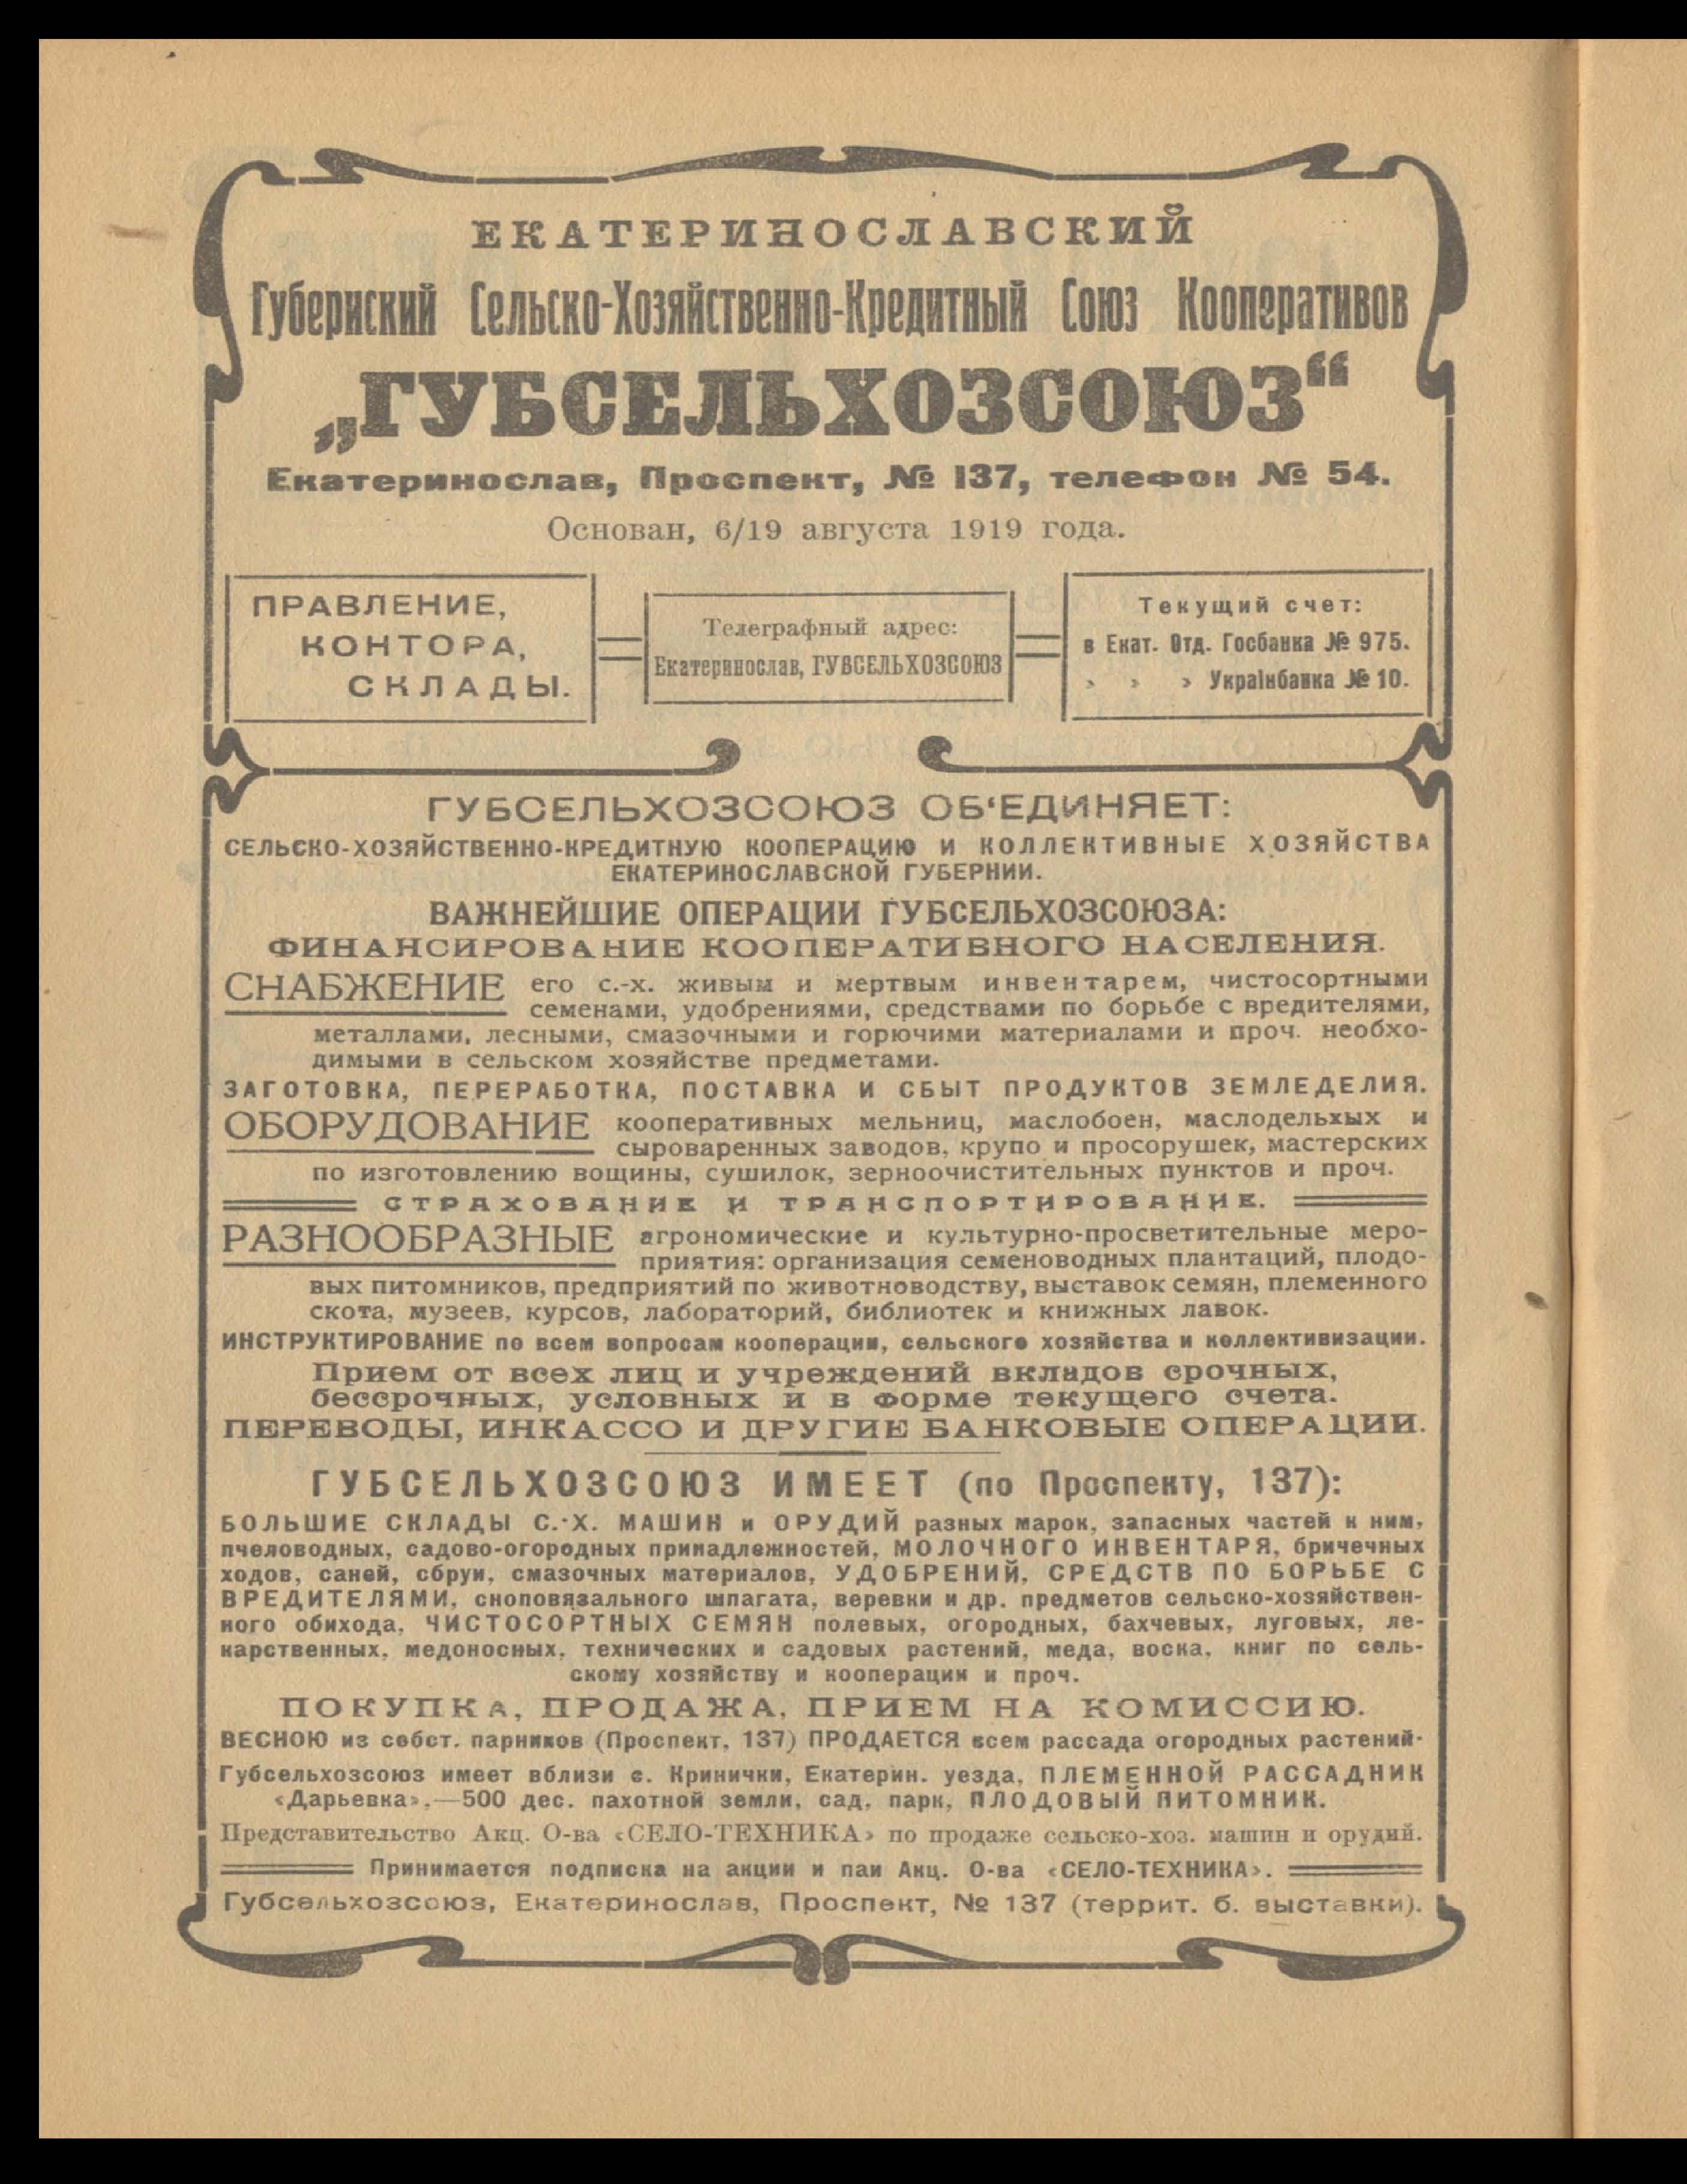 ЕКАТЕРИНОСЛАВСКИЙ
Губернский Сельско-Хозяйственно-Кредитный Союз Кооперативов
„ГУБСЕЛЬХОЗСОЮЗ“
Екатеринослав, Проспект, № 137, телефон № 54.
Основан, 6/19 августа 1919 года.
ПРАВЛЕНИЕ,
КОНТОРА,
СКЛАДЫ.
Телеграфный адрес:
Екатеринослав, ГУБСЕЛЬХОЗСОЮЗ
Текущий счет:
в Екат. Отд. Госбанка № 975.
» » » Украінбанка № 10.
ГУБСЕЛЬХОЗСОЮЗ ОБ‘ЕДИНЯЕТ:
СЕЛЬСКО-ХОЗЯЙСТВЕННО-КРЕДИТНУЮ КООПЕРАЦИЮ И КОЛЛЕКТИВНЫЕ ХОЗЯЙСТВА
ЕКАТЕРИНОСЛАВСКОЙ ГУБЕРНИИ.
ВАЖНЕЙШИЕ ОПЕРАЦИИ ГУБСЕЛЬХОЗСОЮЗА:
ФИНАНСИРОВАНИЕ КООПЕРАТИВНОГО НАСЕЛЕНИЯ.
СНАБЖЕНИЕ его с.-х. живым и мертвым инвентарем, чистосортными
семенами, удобрениями, средствами по борьбе с вредителями,
металлами, лесными, смазочными и горючими материалами и проч. необхо-
димыми в сельском хозяйстве предметами.
ЗАГОТОВКА, ПЕРЕРАБОТКА, ПОСТАВКА И СБЫТ ПРОДУКТОВ ЗЕМЛЕДЕЛИЯ.
ОБОРУДОВАНИЕ кооперативных мельниц, маслобоен, маслодельхых и
сыроваренных заводов, крупо и просорушек, мастерских
по изготовлению вощины, сушилок, зерноочистительных пунктов и проч.
СТРАХОВАНИЕ И ТРАНСПОРТИРОВАНИЕ.
РАЗНООБРАЗНЫЕ агрономические и культурно-просветительные меро-
приятия: организация семеноводных плантаций, плодо-
вых питомников, предприятий по животноводству, выставок семян, племенного
скота, музеев, курсов, лабораторий, библиотек и книжных лавок.
ИНСТРУКТИРОВАНИЕ по всем вопросам кооперации, сельского хозяйства и коллективизации.
Прием от всех лиц и учреждений вкладов срочных,
бессрочных, условных и в форме текущего счета.
ПЕРЕВОДЫ, ИНКАССО И ДРУГИЕ БАНКОВЫЕ ОПЕРАЦИИ.
ГУБСЕЛЬХОЗСОЮЗ ИМЕЕТ (по Проспекту, 137):
БОЛЬШИЕ СКЛАДЫ С.-Х. МАШИН и ОРУДИЙ разных марок, запасных частей к ним,
пчеловодных, садово-огородных принадлежностей, МОЛОЧНОГО ИНВЕНТАРЯ, бричечных
ходов, саней, сбруи, смазочных материалов, УДОБРЕНИЙ, СРЕДСТВ ПО БОРЬБЕ С
ВРЕДИТЕЛЯМИ, сноповязального шпагата, веревки и др. предметов сельско-хозяйствен-
ного обихода, ЧИСТОСОРТНЫХ СЕМЯН полевых, огородных, бахчевых, луговых, ле-
карственных, медоносных, технических и садовых растений, меда, воска, книг по сель-
скому хозяйству и кооперации и проч.
ПОКУПКА, ПРОДАЖА, ПРИЕМ НА КОМИССИЮ.
ВЕСНОЮ из собст. парников (Проспект, 137) ПРОДАЕТСЯ всем рассада огородных растений.
Губсельхозсоюз имеет вблизи с. Кринички, Екатерин. уезда, ПЛЕМЕННОЙ РАССАДНИК
«Дарьевка»,—500 дес. пахотной земли, сад, парк, ПЛОДОВЫЙ ПИТОМНИК.
Представительство Акц. О-ва «СЕЛО-ТЕХНИКА» по продаже сельско-хоз. машин и орудий.
Принимается подписка на акции и паи Акц. О-ва «СЕЛО-ТЕХНИКА».
Губсельхозсоюз, Екатеринослав, Проспект, № 137 (террит. б. выставки).